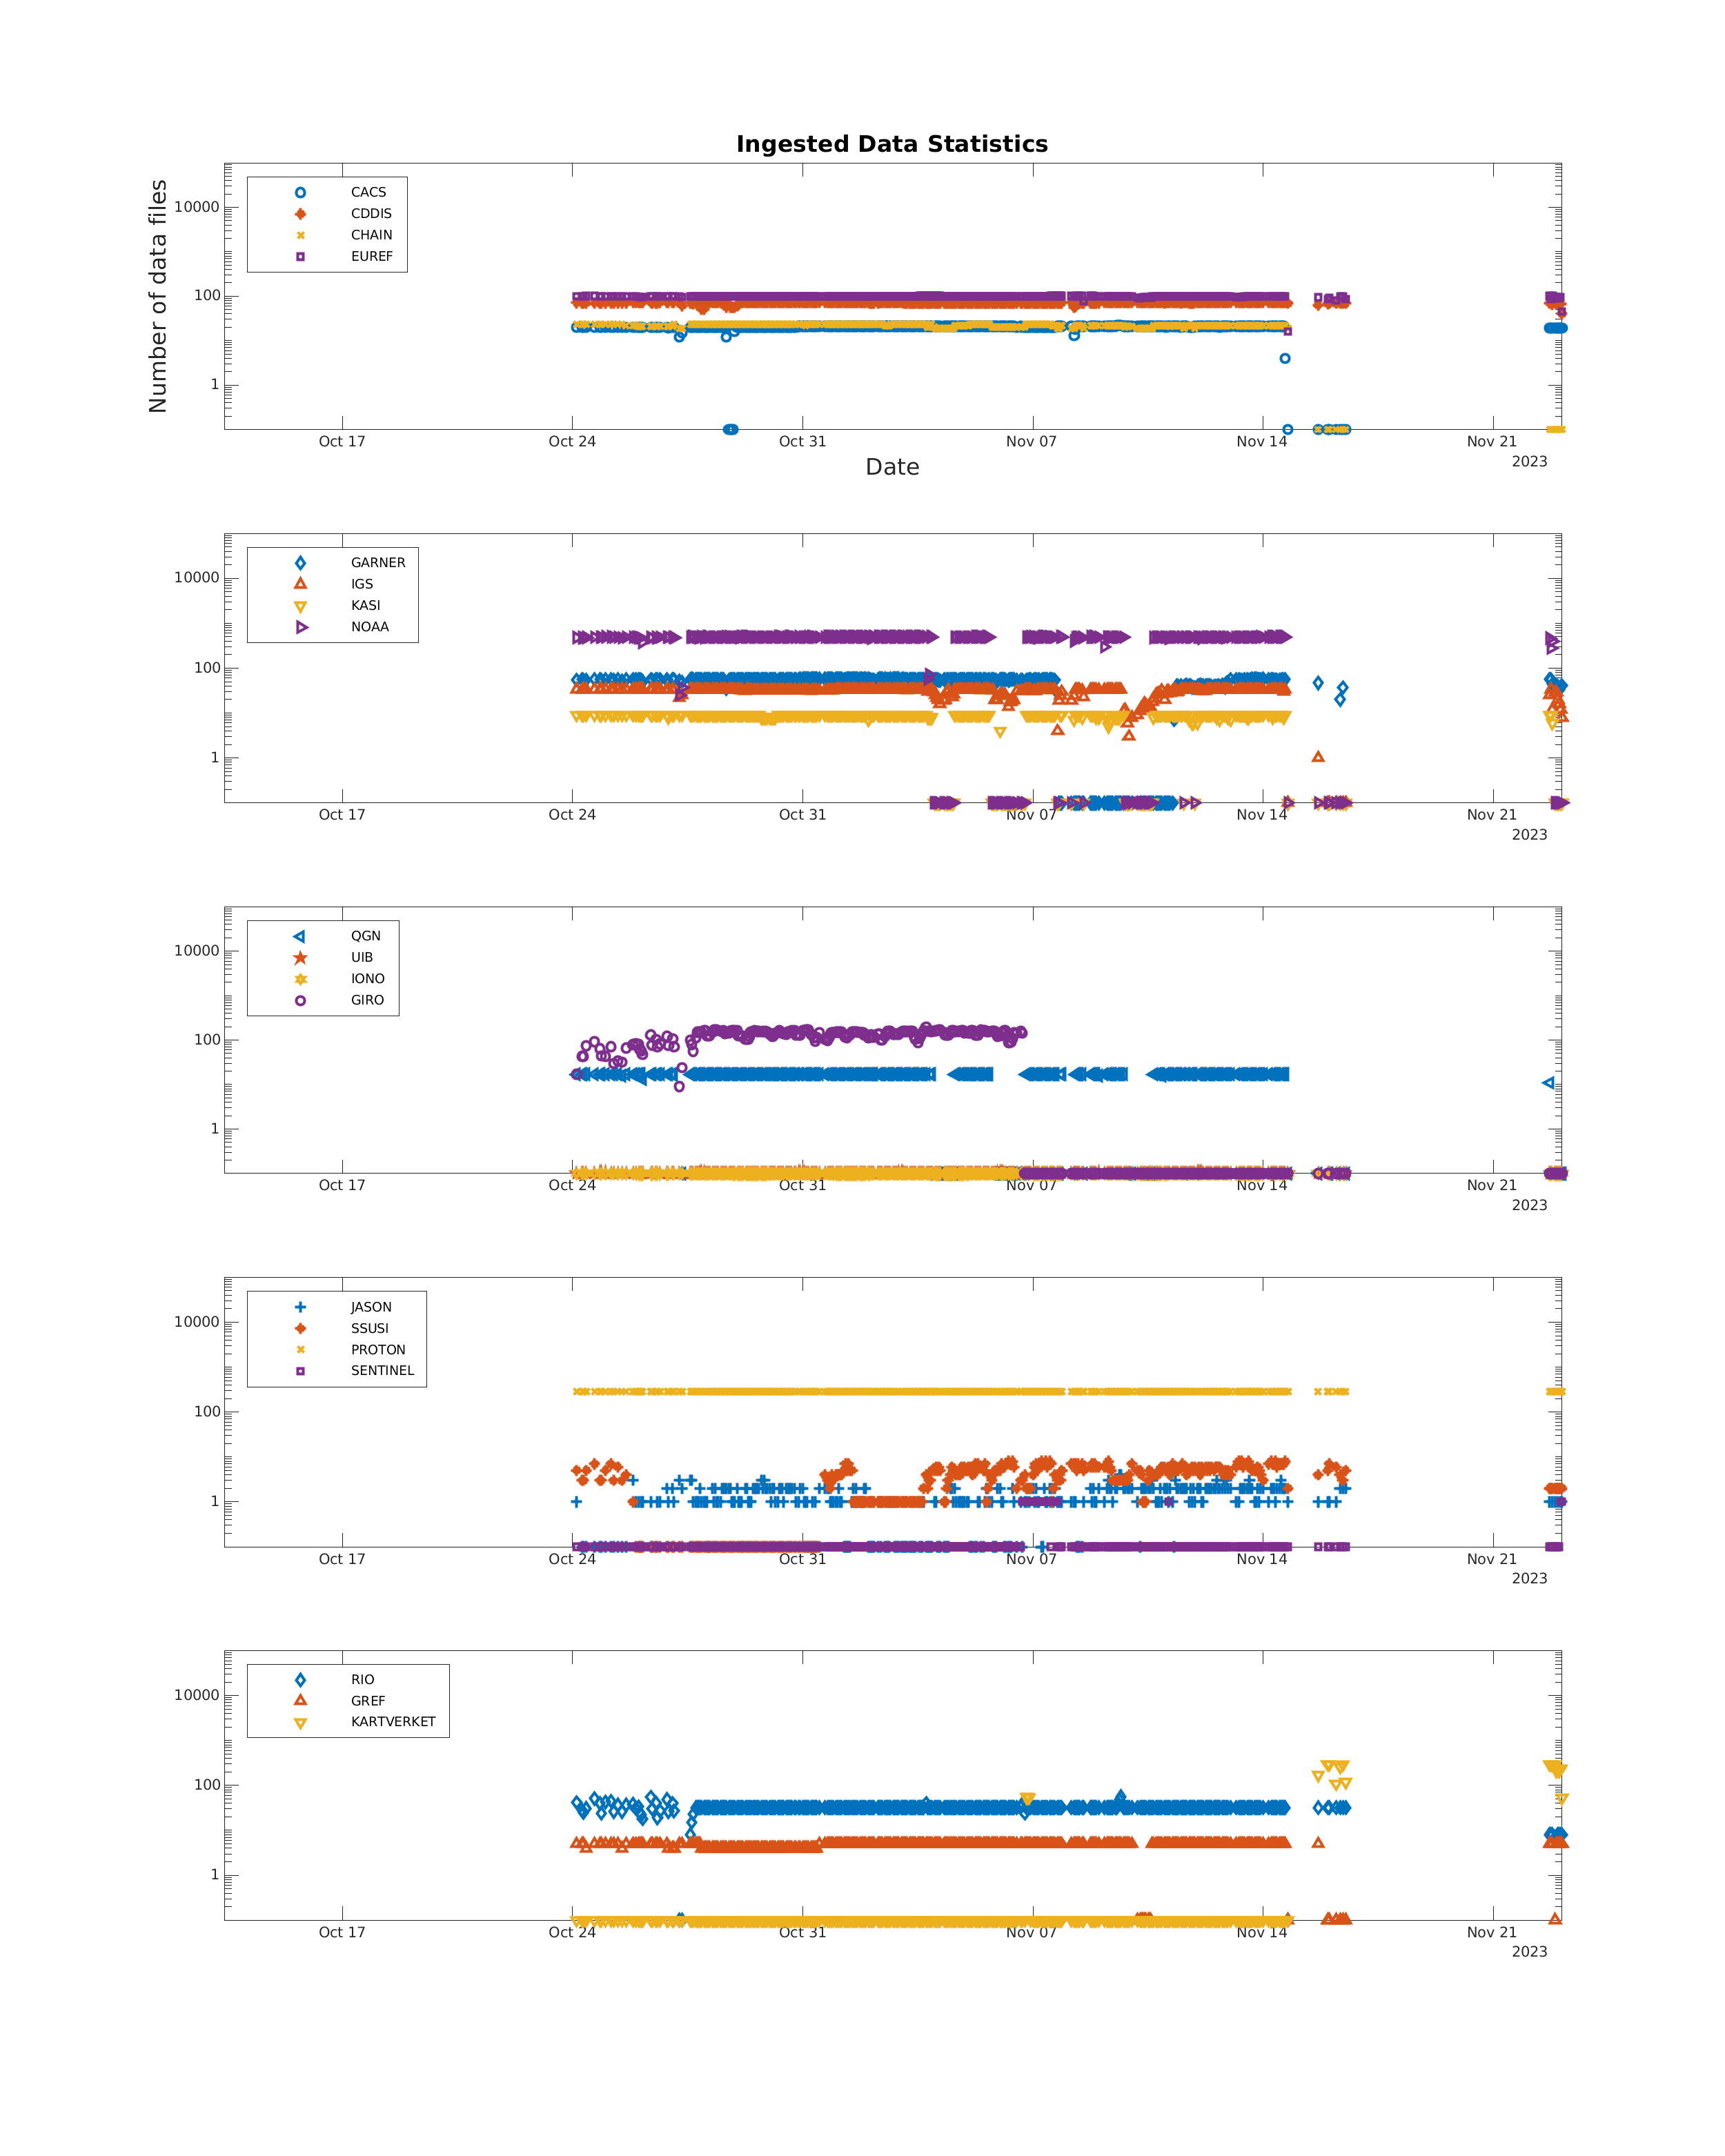 Ingested Data Statistics
Number of data files
CACS
CDDIS
CHAIN
EUREF
10000
100
1
Oct 17 Oct 24 Oct 31 Nov 07 Nov 14 Nov 21
2023
Date
GARNER
IGS
KASI
NOAA
10000
100
1
Oct 17 Oct 24 Oct 31 Nov 07 Nov 14 Nov 21
2023
QGN
UIB
IONO
GIRO
10000
100
1
Oct 17 Oct 24 Oct 31 Nov 07 Nov 14 Nov 21
2023
JASON
SSUSI
PROTON
SENTINEL
10000
100
1
Oct 17 Oct 24 Oct 31 Nov 07 Nov 14 Nov 21
2023
RIO
GREF
KARTVERKET
10000
100
1
Oct 17 Oct 24 Oct 31 Nov 07 Nov 14 Nov 21
2023